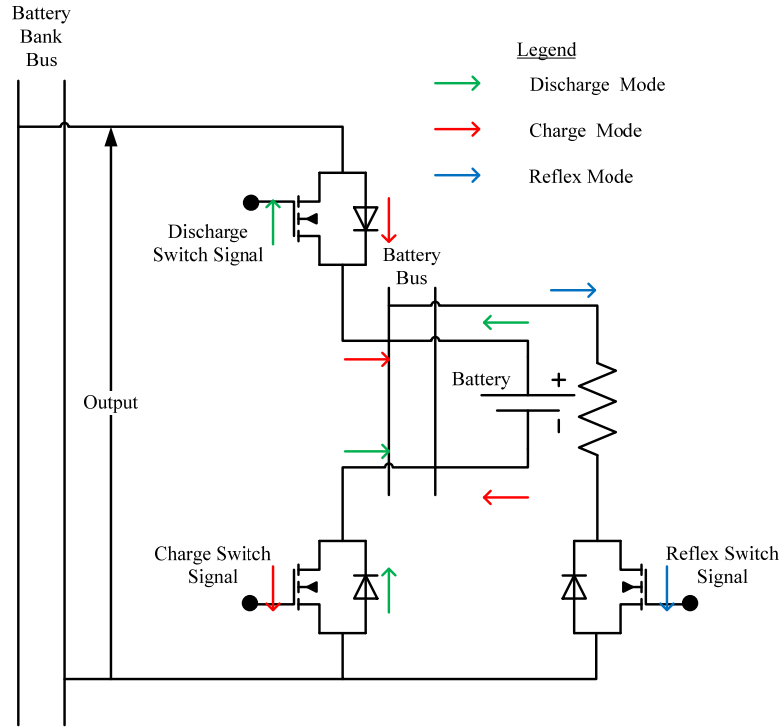 Battery
Bank
Bus
Legend
Discharge Mode
Charge Mode
Reflex Mode
Discharge
Switch Signal
Battery
Bus
Battery
+
−
Output
Charge Switch
Signal
Reflex Switch
Signal